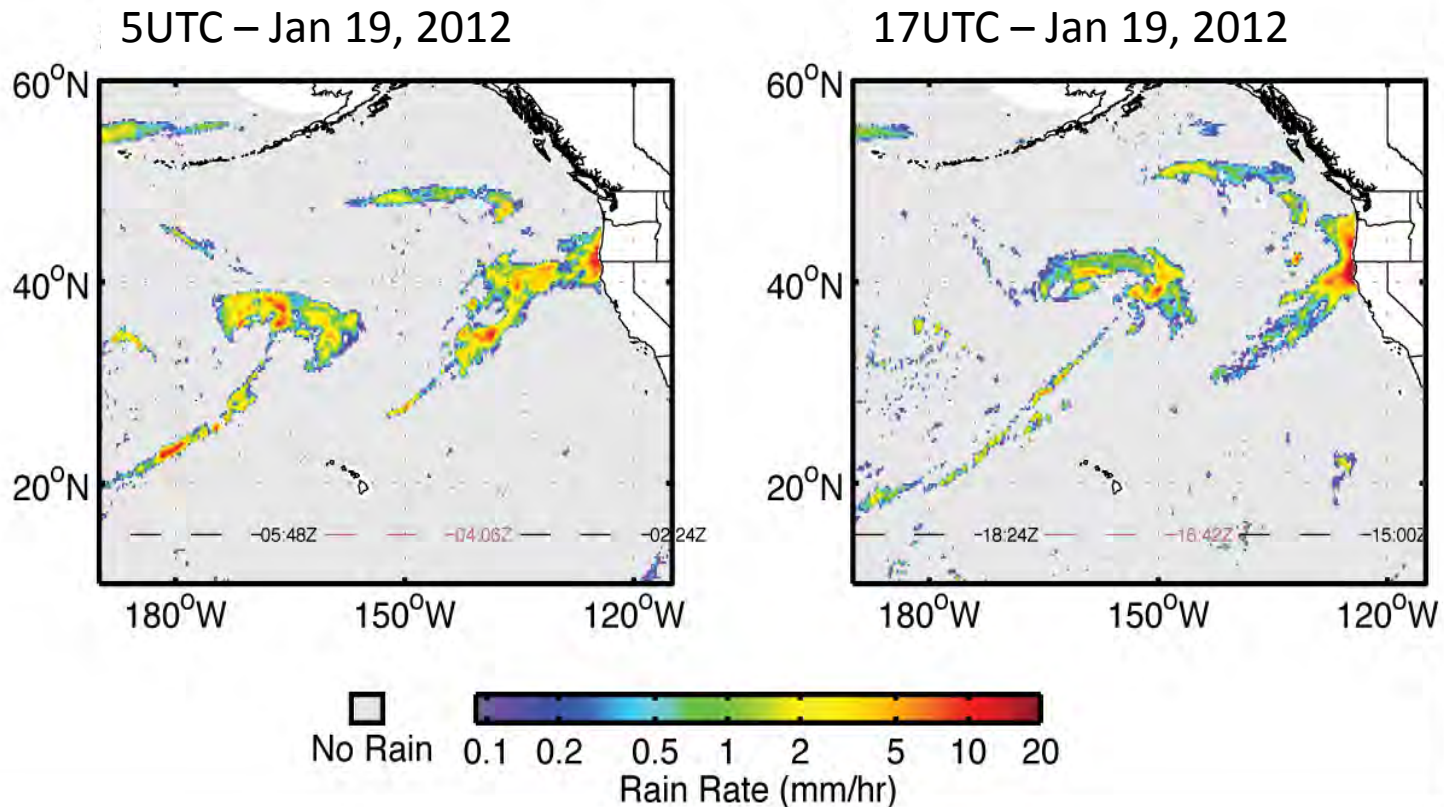 5UTC – Jan 19, 2012
17UTC – Jan 19, 2012
60°N
40°N
20°N
−05:48Z
−04:06Z
−02:24Z
180°W
150°W
120°W
60°N
40°N
20°N
−18:24Z
−16:42Z
−15:00Z
180°W
150°W
120°W
No Rain
0.1 0.2 0.5 1 2 5 10 20
Rain Rate (mm/hr)